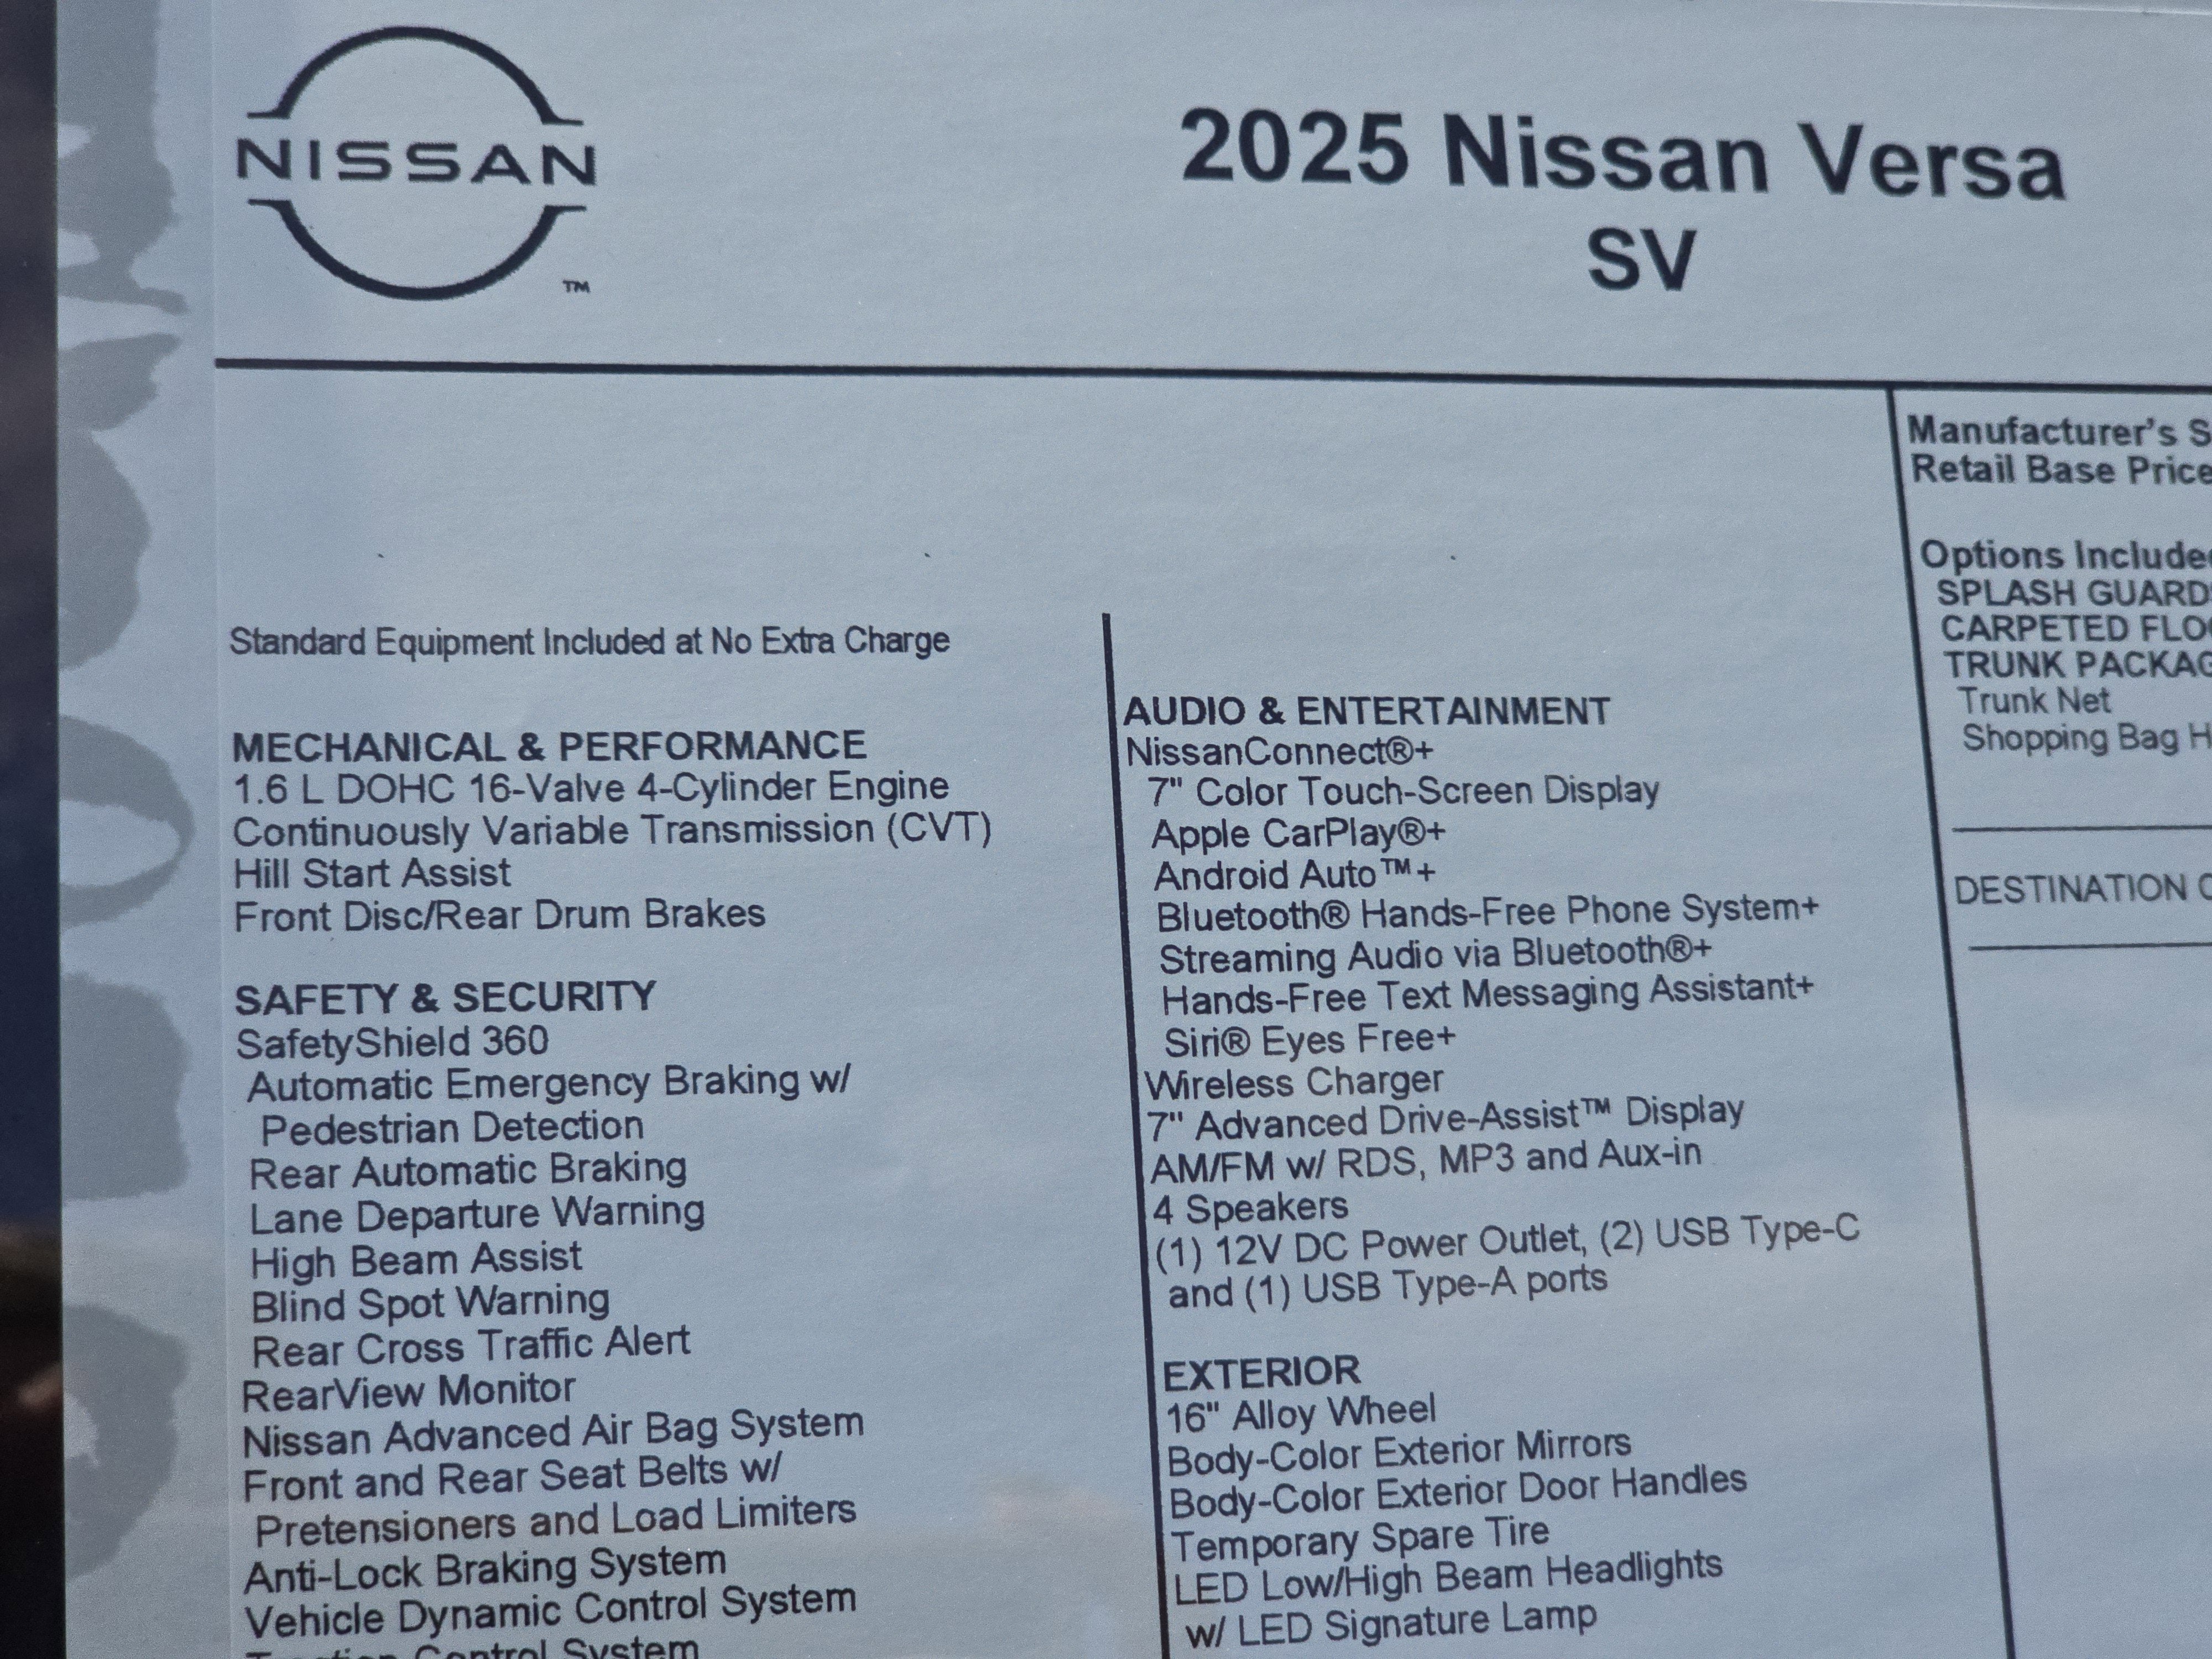 NISSAN
TM
2025 Nissan Versa
SV
Standard Equipment Included at No Extra Charge
MECHANICAL & PERFORMANCE
1.6 L DOHC 16-Valve 4-Cylinder Engine
Continuously Variable Transmission (CVT)
Hill Start Assist
Front Disc/Rear Drum Brakes
SAFETY & SECURITY
SafetyShield 360
Automatic Emergency Braking w/
Pedestrian Detection
Rear Automatic Braking
Lane Departure Warning
High Beam Assist
Blind Spot Warning
Rear Cross Traffic Alert
RearView Monitor
Nissan Advanced Air Bag System
Front and Rear Seat Belts w/
Pretensioners and Load Limiters
Anti-Lock Braking System
Vehicle Dynamic Control System
Traction Control System
AUDIO & ENTERTAINMENT
NissanConnect®+
7" Color Touch-Screen Display
Apple CarPlay®+
Android Auto™+
Bluetooth® Hands-Free Phone System+
Streaming Audio via Bluetooth®+
Hands-Free Text Messaging Assistant+
Siri® Eyes Free+
Wireless Charger
7" Advanced Drive-Assist™ Display
AM/FM w/ RDS, MP3 and Aux-in
4 Speakers
(1) 12V DC Power Outlet, (2) USB Type-C
and (1) USB Type-A ports
EXTERIOR
16" Alloy Wheel
Body-Color Exterior Mirrors
Body-Color Exterior Door Handles
Temporary Spare Tire
LED Low/High Beam Headlights
w/ LED Signature Lamp
Manufacturer's S
Retail Base Price
Options Include
SPLASH GUARD
CARPETED FLO
TRUNK PACKAG
Trunk Net
Shopping Bag H
DESTINATION